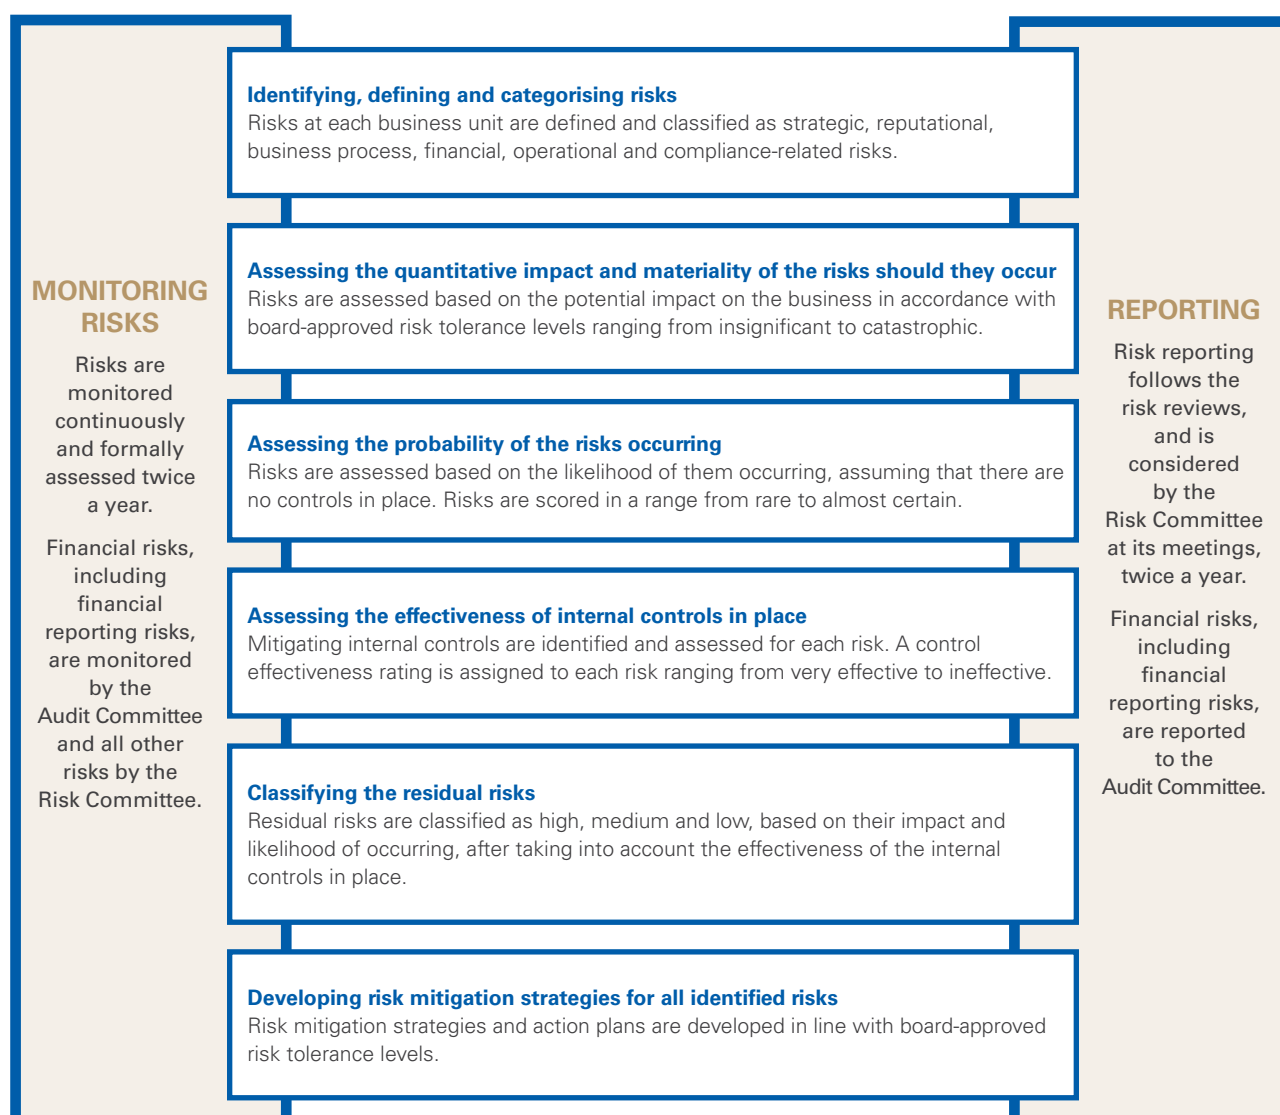 MONITORING
RISKS
Risks are
monitored
continuously
and formally
assessed twice
a year.
Financial risks,
including
financial
reporting risks,
are monitored
by the
Audit Committee
and all other
risks by the
Risk Committee.
Identifying, defining and categorising risks
Risks at each business unit are defined and classified as strategic, reputational,
business process, financial, operational and compliance-related risks.
Assessing the quantitative impact and materiality of the risks should they occur
Risks are assessed based on the potential impact on the business in accordance with
board-approved risk tolerance levels ranging from insignificant to catastrophic.
Assessing the probability of the risks occurring
Risks are assessed based on the likelihood of them occurring, assuming that there are
no controls in place. Risks are scored in a range from rare to almost certain.
Assessing the effectiveness of internal controls in place
Mitigating internal controls are identified and assessed for each risk. A control
effectiveness rating is assigned to each risk ranging from very effective to ineffective.
Classifying the residual risks
Residual risks are classified as high, medium and low, based on their impact and
likelihood of occurring, after taking into account the effectiveness of the internal
controls in place.
Developing risk mitigation strategies for all identified risks
Risk mitigation strategies and action plans are developed in line with board-approved
risk tolerance levels.
REPORTING
Risk reporting
follows the
risk reviews,
and is
considered
by the
Risk Committee
at its meetings,
twice a year.
Financial risks,
including
financial
reporting risks,
are reported
to the
Audit Committee.